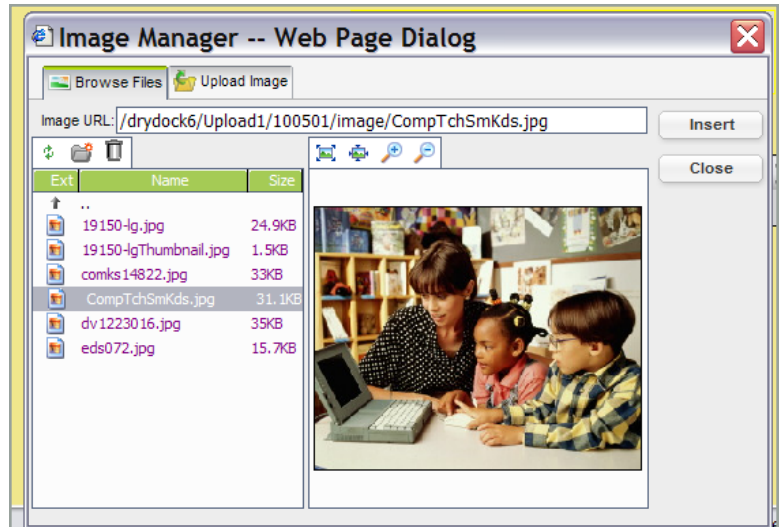 Image Manager -- Web Page Dialog
Browse Files Upload Image
Image URL: /drydock6/Upload1/100501/image/CompTchSmKds.jpg
Insert
Close
Ext Name Size
..
19150-lg.jpg 24.9KB
19150-lgThumbnail.jpg 1.5KB
comks14822.jpg 33KB
CompTchSmKds.jpg 31.1KB
dv1223016.jpg 35KB
eds072.jpg 15.7KB